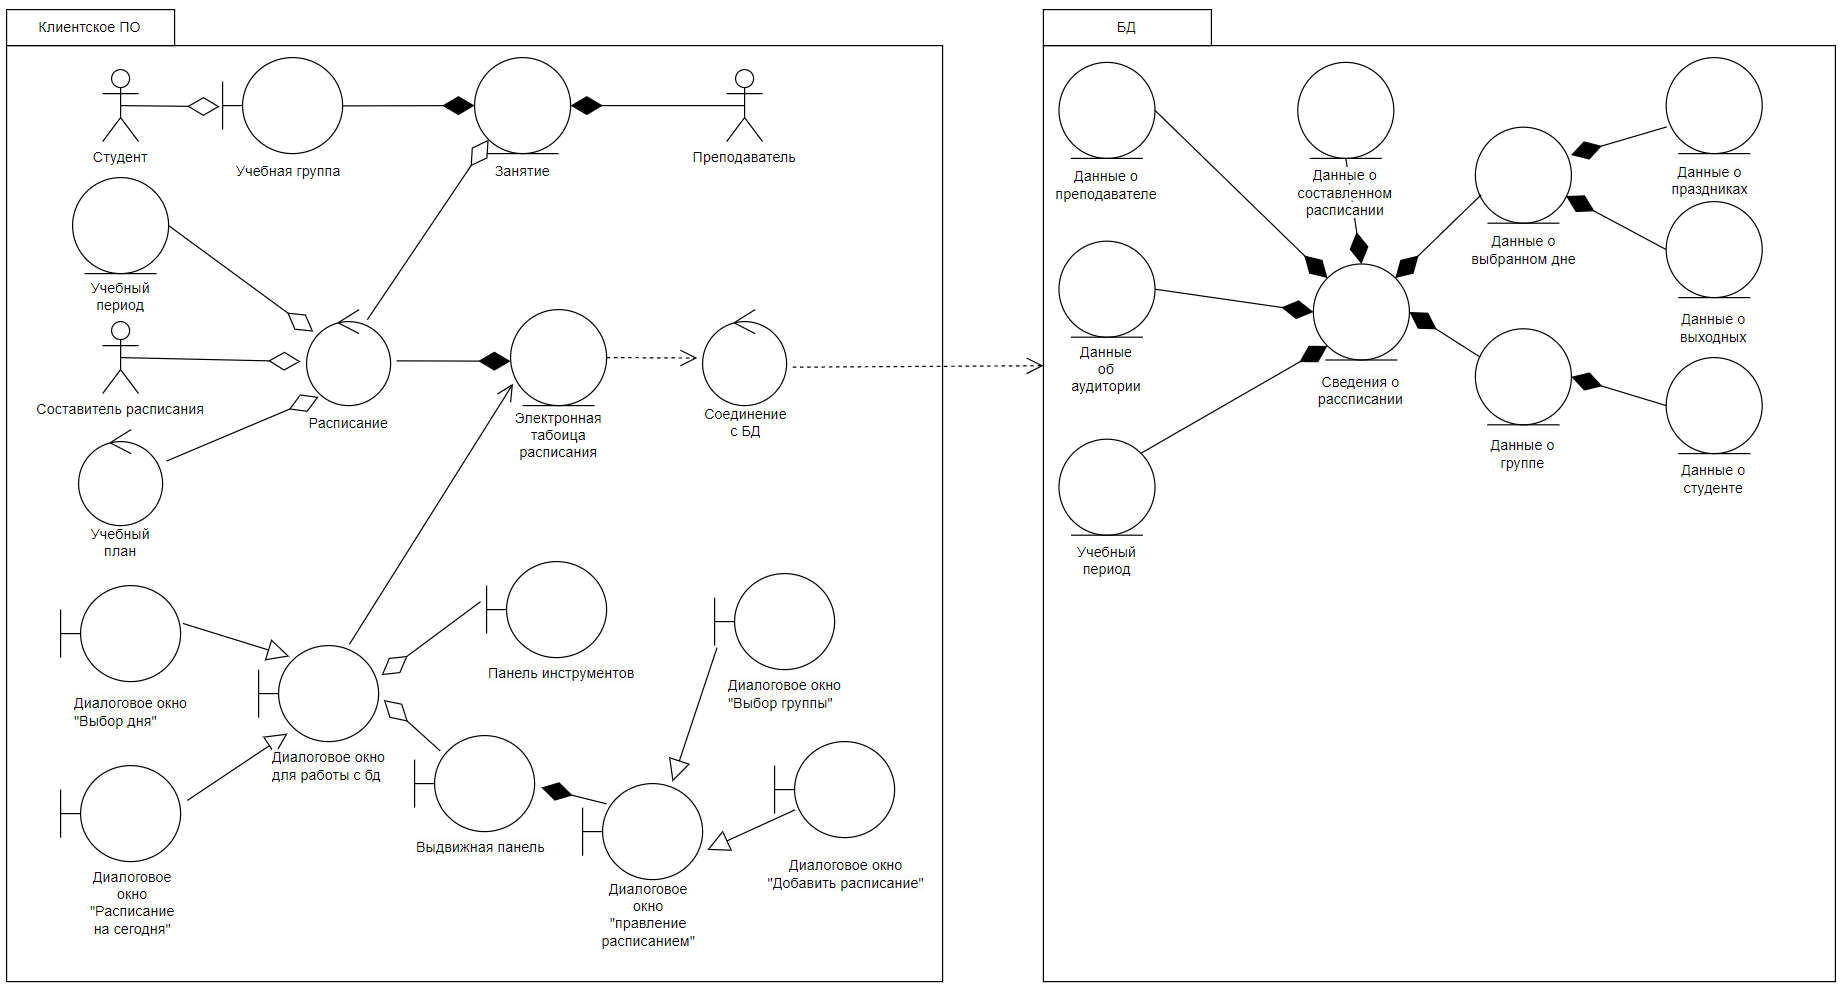 Клиентское ПО
Студент
Учебная группа
Занятие
Преподаватель
Учебный
период
Составитель расписания
Расписание
Электронная
табоица
расписания
Соединение
с БД
Учебный
план
Диалоговое окно
"Выбор дня"
Диалоговое окно
для работы с бд
Панель инструментов
Диалоговое окно
"Выбор группы"
Выдвижная панель
Диалоговое
окно
"Расписание
на сегодня"
Диалоговое
окно
"правление
расписанием"
Диалоговое окно
"Добавить расписание"
БД
Данные о
преподавателе
Данные о
составленном
расписании
Данные о
выбранном дне
Данные о
праздниках
Данные о
выходных
Данные
об
аудитории
Сведения о
рассписании
Данные о
группе
Данные о
студенте
Учебный
период